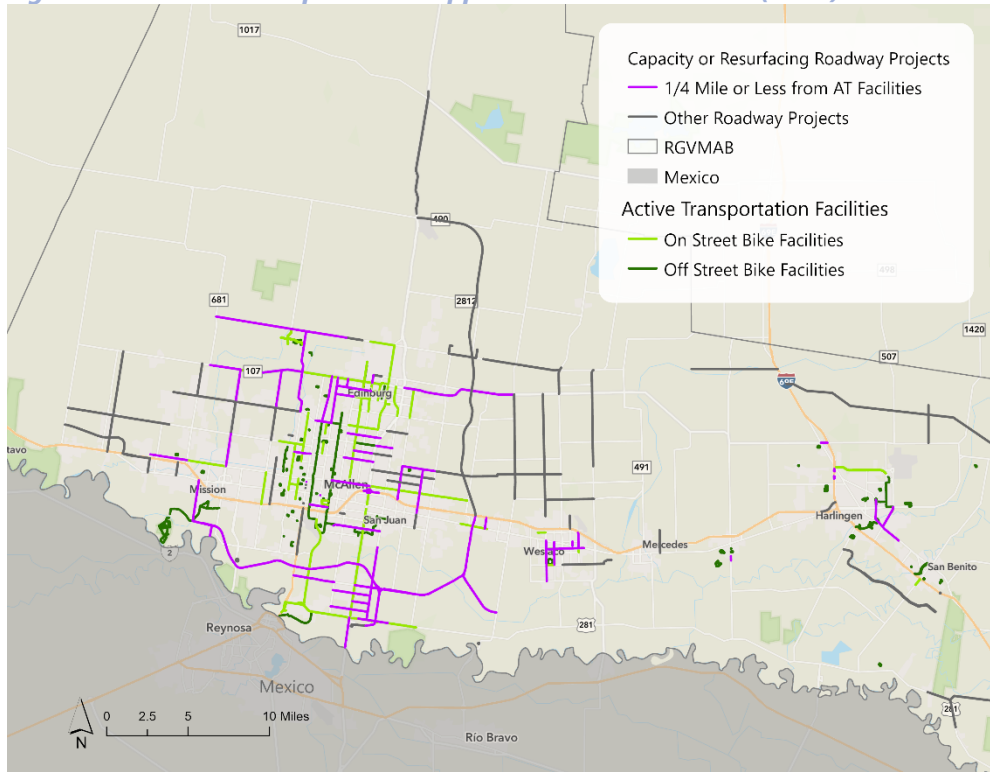 1017
Capacity or Resurfacing Roadway Projects
1/4 Mile or Less from AT Facilities
Other Roadway Projects
RGVMAB
Mexico
Active Transportation Facilities
On Street Bike Facilities
Off Street Bike Facilities
490
498
681
2812
1420
507
107
69E
Edinburg
tavo
491
Mission
McAllen
San Juan
Harlingen
Weslaco
Mercedes
2
San Benito
281
Reynosa
Mexico
281
0 2.5 5 10 Miles
N
Río Bravo